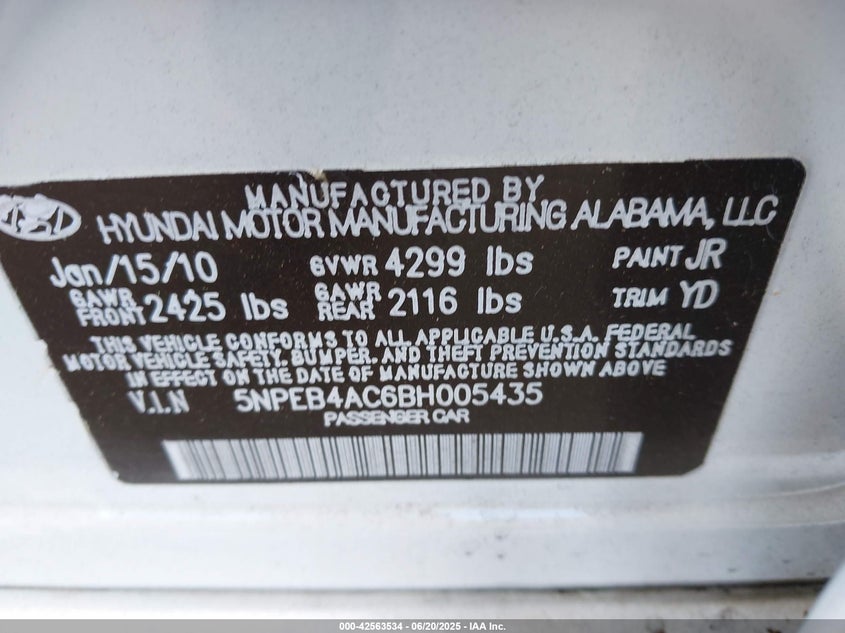 MANUFACTURED BY
HYUNDAI MOTOR MANUFACTURING ALABAMA, LLC
Jan/15/10 GVWR 4299 lbs PAINT JR
GAWR FRONT 2425 lbs GAWR REAR 2116 lbs TRIM YD
THIS VEHICLE CONFORMS TO ALL APPLICABLE U.S.A. FEDERAL
MOTOR VEHICLE SAFETY, BUMPER, AND THEFT PREVENTION STANDARDS
IN EFFECT ON THE DATE OF MANUFACTURE SHOWN ABOVE
V.I.N 5NPEB4AC6BH005435
PASSENGER CAR
000-42563534 - 06/20/2025 - IAA Inc.